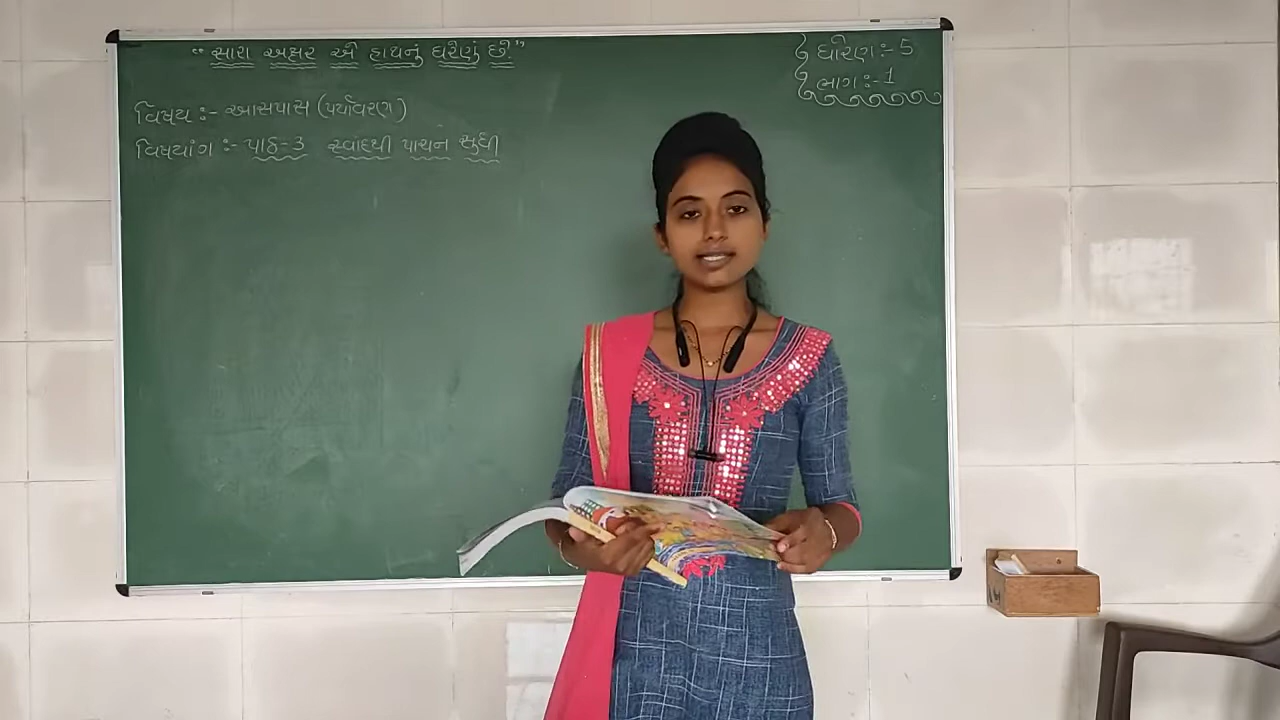 “સારા અક્ષર એ હાથનું ઘરેણું છે.”
ધોરણ :- 5
ભાગ :- 1
વિષય :- આસપાસ (પર્યાવરણ)
વિષયાંગ :- પાઠ-3 સ્વાદથી પાચન સુધી